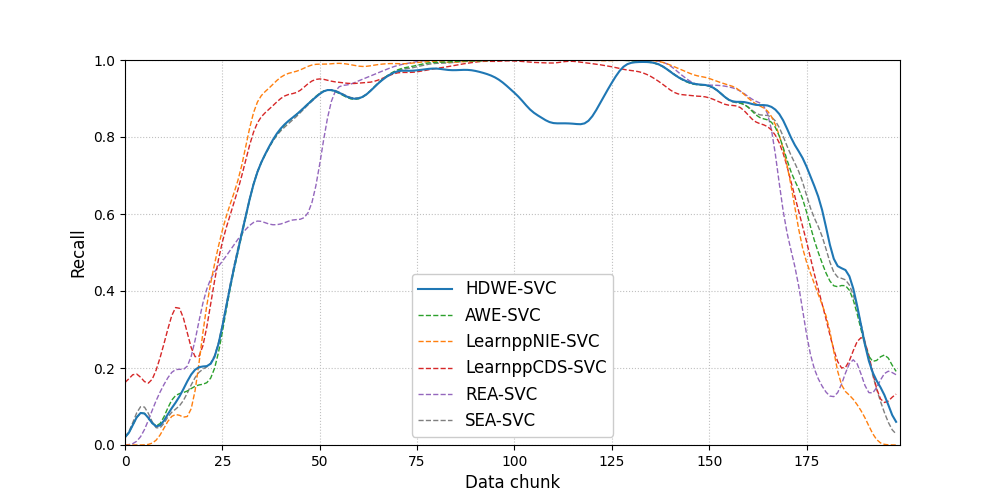 1.0
0.8
0.6
0.4
0.2
0.0
Recall
HDWE-SVC
AWE-SVC
LearnppNIE-SVC
LearnppCDS-SVC
REA-SVC
SEA-SVC
0 25 50 75 100 125 150 175
Data chunk